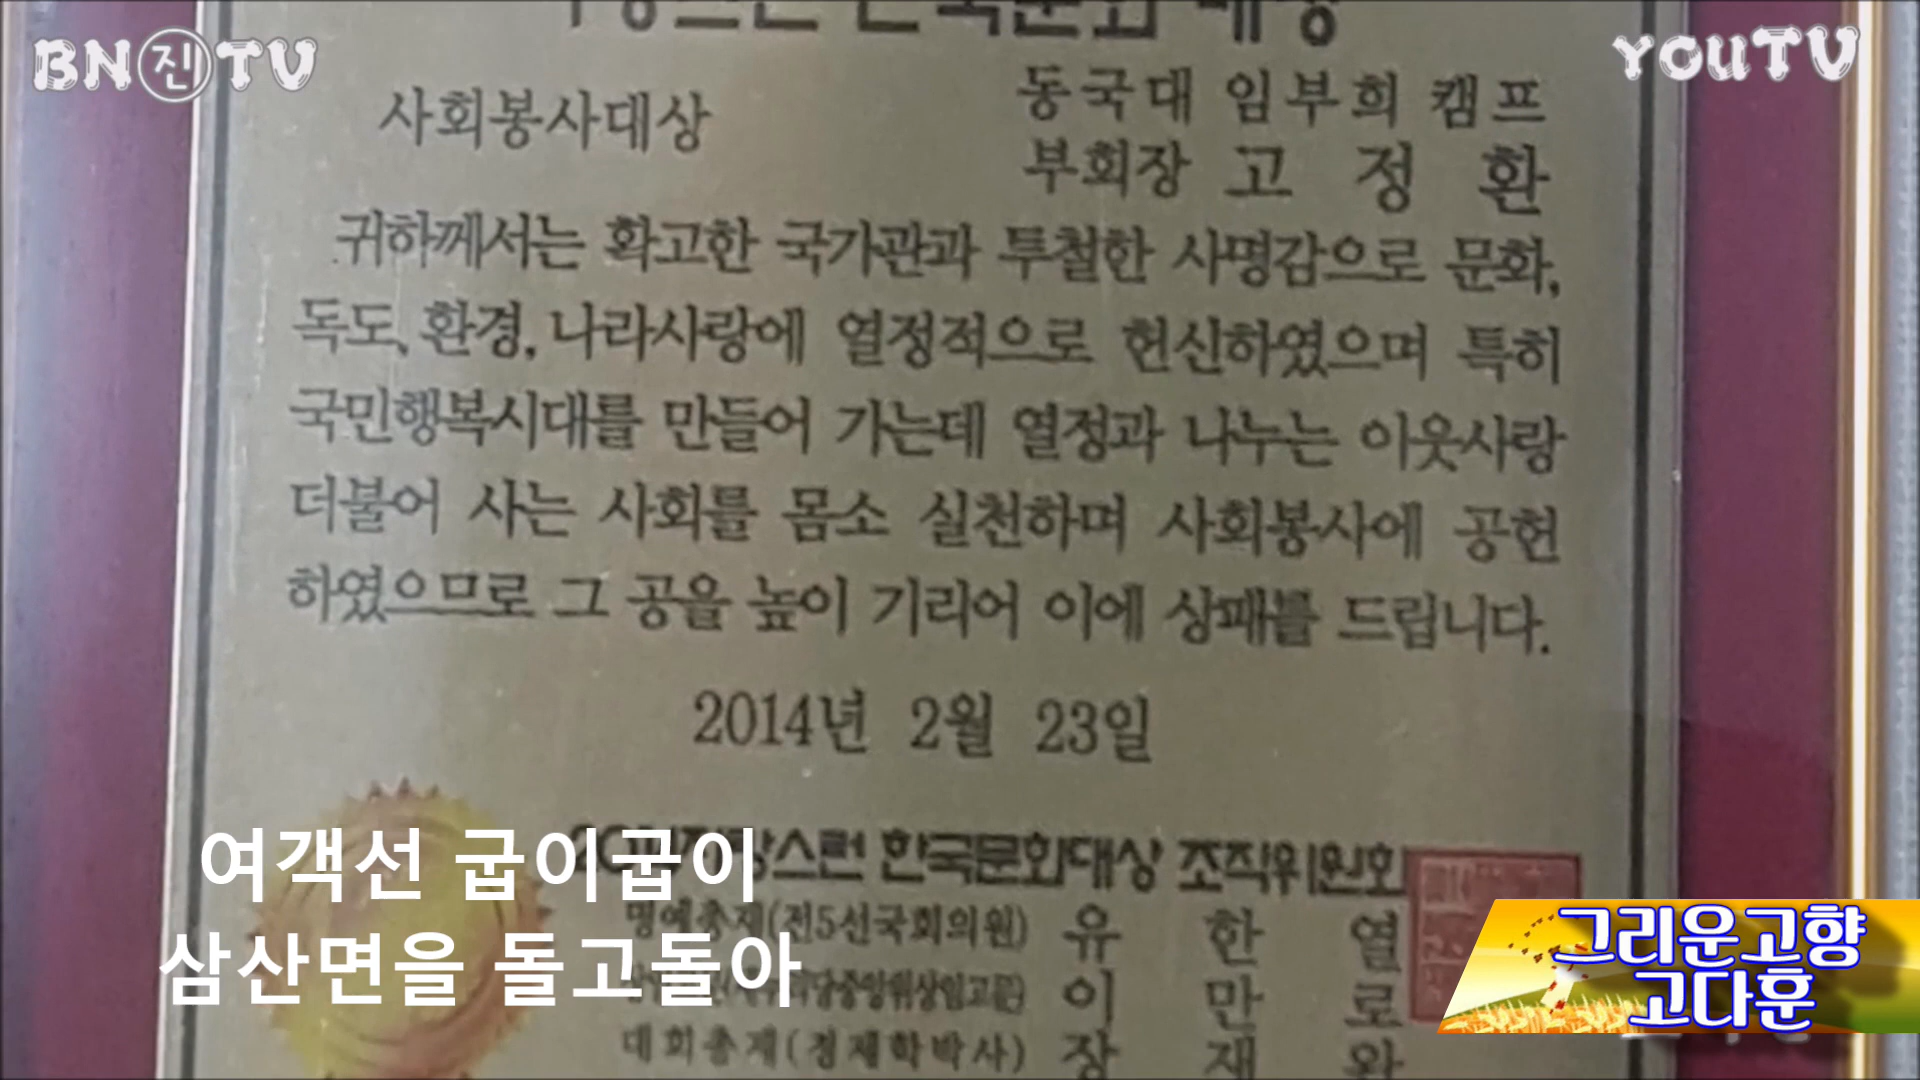 BN진TV
YOUTV
한국문화대상
사회봉사대상
동국대 임부희 캠프
부회장 고정환
귀하께서는 확고한 국가관과 투철한 사명감으로 문화,
독도, 환경, 나라사랑에 열정적으로 헌신하였으며 특히
국민행복시대를 만들어 가는데 열정과 나누는 이웃사랑
더불어 사는 사회를 몸소 실천하며 사회봉사에 공헌
하였으므로 그 공을 높이 기리어 이에 상패를 드립니다.
2014년 2월 23일
한국문화대상 조직위원회
명예총재(전5선국회의원) 유한열
이만로
대회총재(경제학박사) 장재완
여객선 굽이굽이
삼산면을 돌고돌아
그리운고향
고다훈